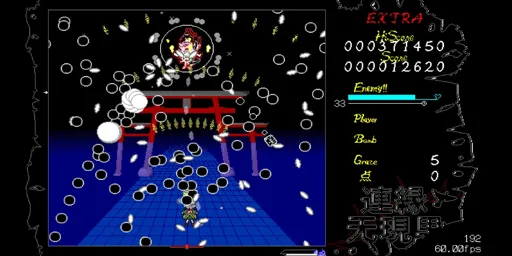 EXTRA
HiScore
000371450
Score
000012620
Enemy!!
33
Player
Bomb
Graze 5
点 0
連縁
无現里
192
60.00fps